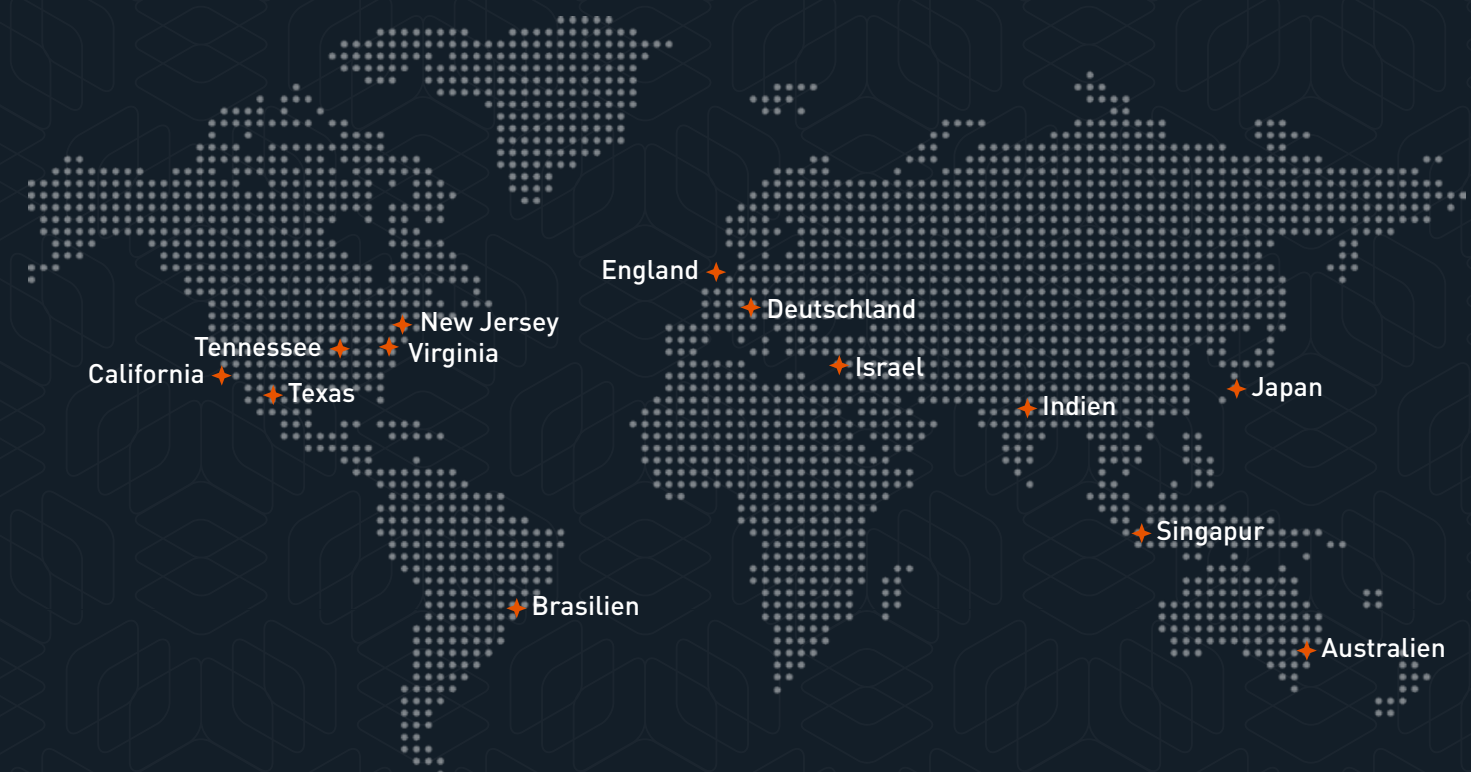 England
Deutschland
New Jersey
Tennessee
Virginia
Israel
California
Japan
Texas
Indien
Singapur
Brasilien
Australien